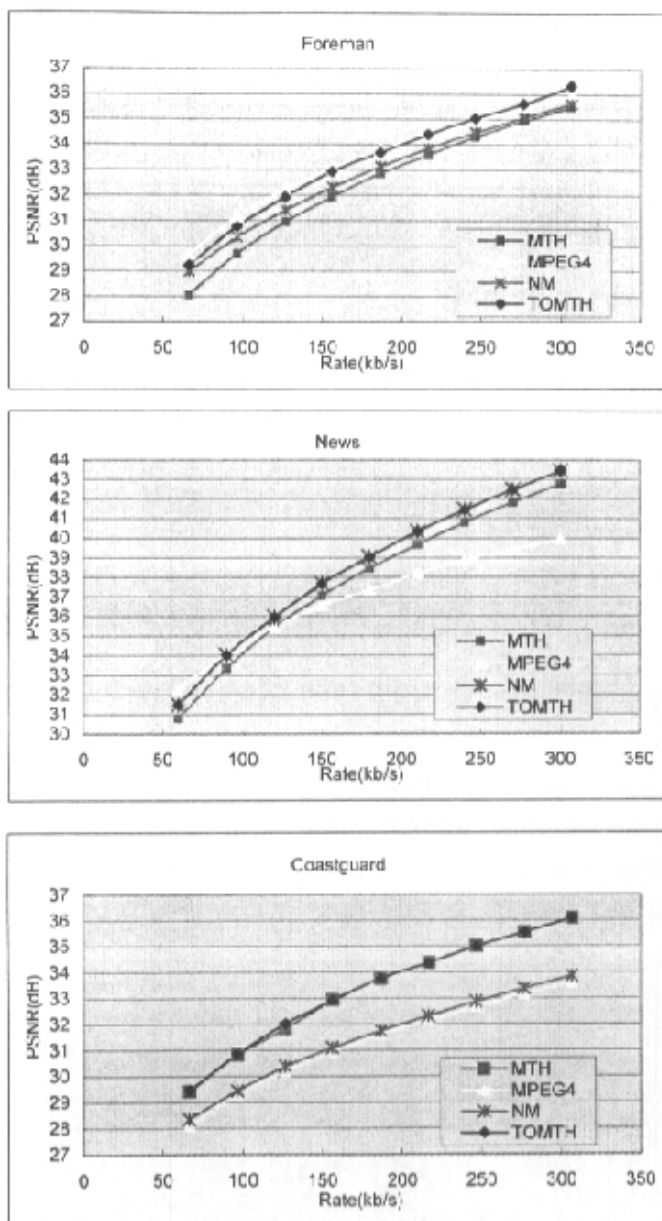 Foreman
37
36
35
34
33
32
31
30
29
28
27
PSNR(dB)
MTH
MPEG4
NM
TOMTH
0 50 100 150 200 250 300 350
Rate(kb/s)
News
44
43
42
41
40
39
38
37
36
35
34
33
32
31
30
PSNR(dB)
MTH
MPEG4
NM
TOMTH
0 50 100 150 200 250 300 350
Rate(kb/s)
Coastguard
37
36
35
34
33
32
31
30
29
28
27
PSNR(dB)
MTH
MPEG4
NM
TOMTH
0 50 100 150 200 250 300 350
Rate(kb/s)